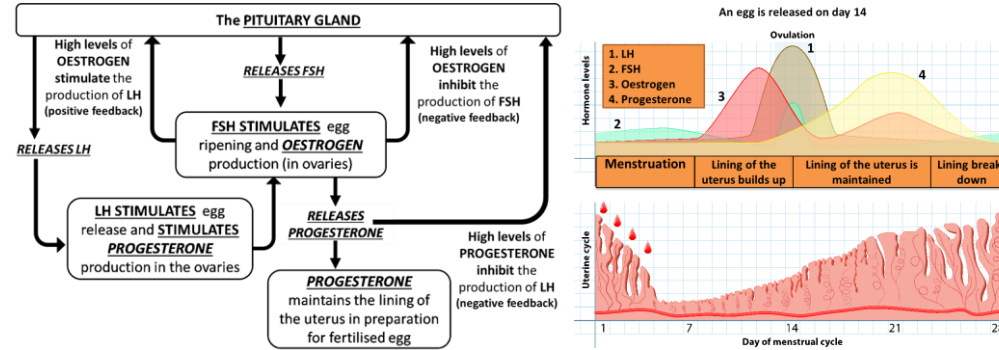 The PITUITARY GLAND
High levels of
OESTROGEN
stimulate the
production of LH
(positive feedback)
RELEASES FSH
High levels of
OESTROGEN
inhibit the
production of FSH
(negative feedback)
RELEASES LH
FSH STIMULATES egg
ripening and OESTROGEN
production (in ovaries)
LH STIMULATES egg
release and STIMULATES
PROGESTERONE
production in the ovaries
RELEASES
PROGESTERONE
High levels of
PROGESTERONE
inhibit the
production of LH
(negative feedback)
PROGESTERONE
maintains the lining of
the uterus in preparation
for fertilised egg
An egg is released on day 14
Ovulation
1. LH
2. FSH
3. Oestrogen
4. Progesterone
1
2
3
4
Hormone levels
Menstruation
Lining of the
uterus builds up
Lining of the uterus is
maintained
Lining break
down
Uterine cycle
1 7 14 21 28
Day of menstrual cycle